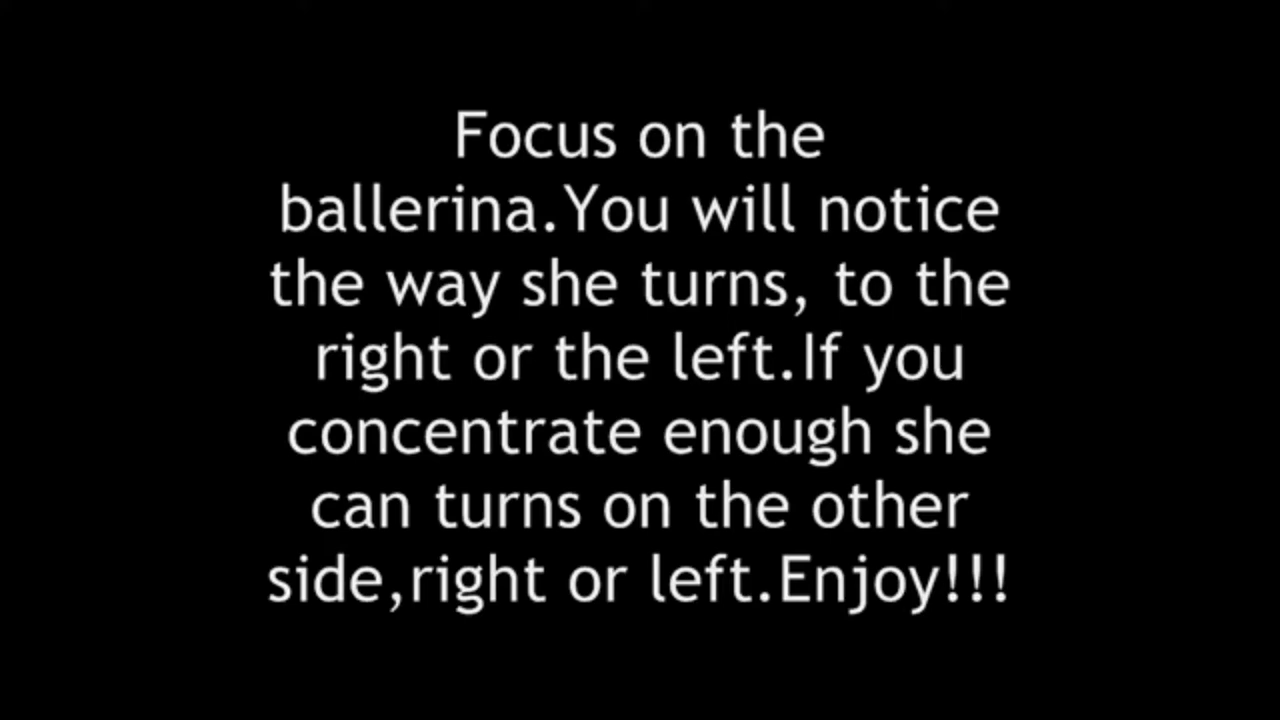 Focus on the
ballerina.You will notice
the way she turns, to the
right or the left.If you
concentrate enough she
can turns on the other
side,right or left.Enjoy!!!